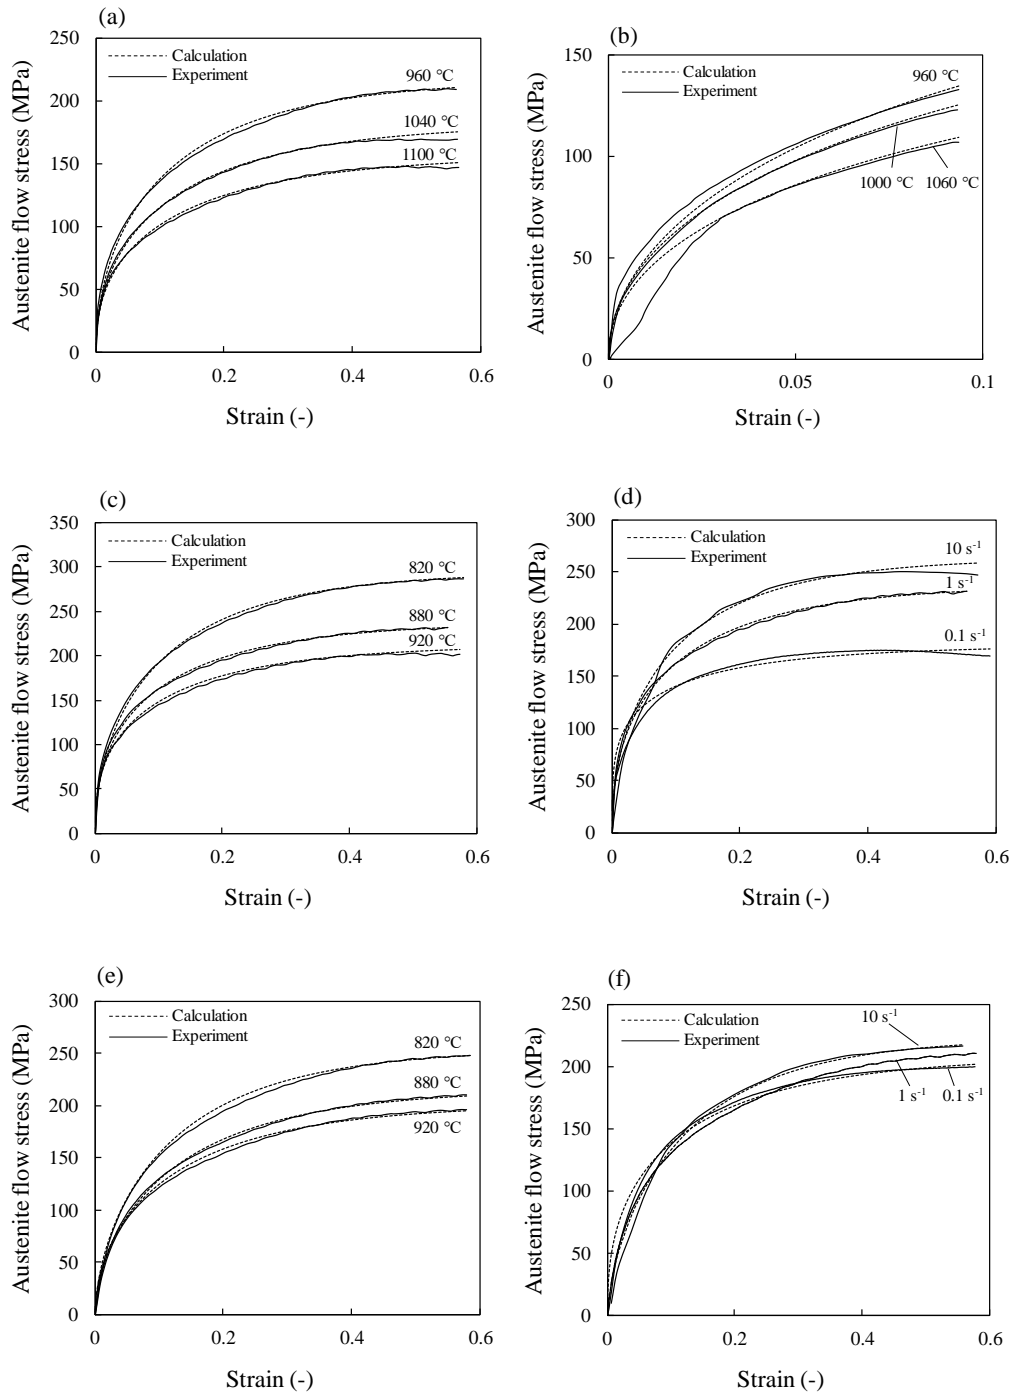 (a)
250
200
150
100
50
0
0
0.2
0.4
0.6
Austenite flow stress (MPa)
Strain (-)
Calculation
Experiment
960 °C
1040 °C
1100 °C
(b)
150
100
50
0
0
0.05
0.1
Austenite flow stress (MPa)
Strain (-)
Calculation
Experiment
960 °C
1000 °C
1060 °C
(c)
350
300
250
200
150
100
50
0
0
0.2
0.4
0.6
Austenite flow stress (MPa)
Strain (-)
Calculation
Experiment
820 °C
880 °C
920 °C
(d)
300
250
200
150
100
50
0
0
0.2
0.4
0.6
Austenite flow stress (MPa)
Strain (-)
Calculation
Experiment
10 s⁻¹
1 s⁻¹
0.1 s⁻¹
(e)
300
250
200
150
100
50
0
0
0.2
0.4
0.6
Austenite flow stress (MPa)
Strain (-)
Calculation
Experiment
820 °C
880 °C
920 °C
(f)
250
200
150
100
50
0
0
0.2
0.4
0.6
Austenite flow stress (MPa)
Strain (-)
Calculation
Experiment
10 s⁻¹
1 s⁻¹
0.1 s⁻¹